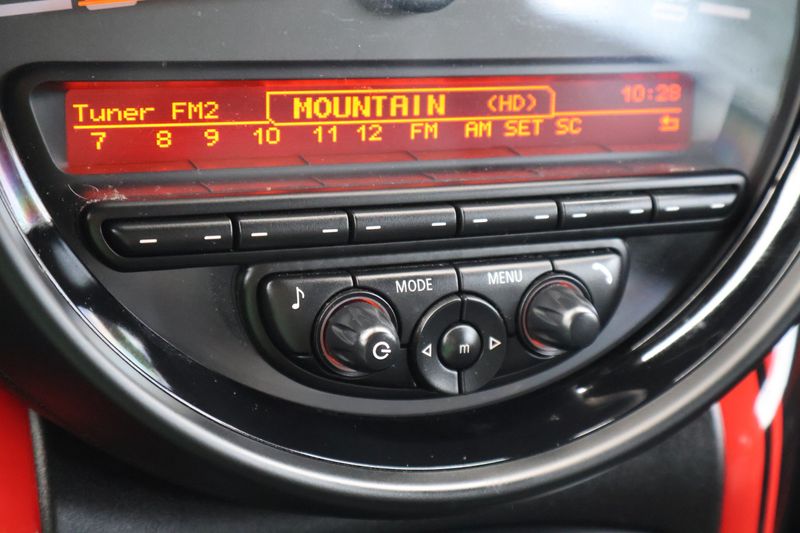 Tuner FM2 MOUNTAIN (HD) 10:28
7 8 9 10 11 12 FM AM SET SC
MODE MENU
m